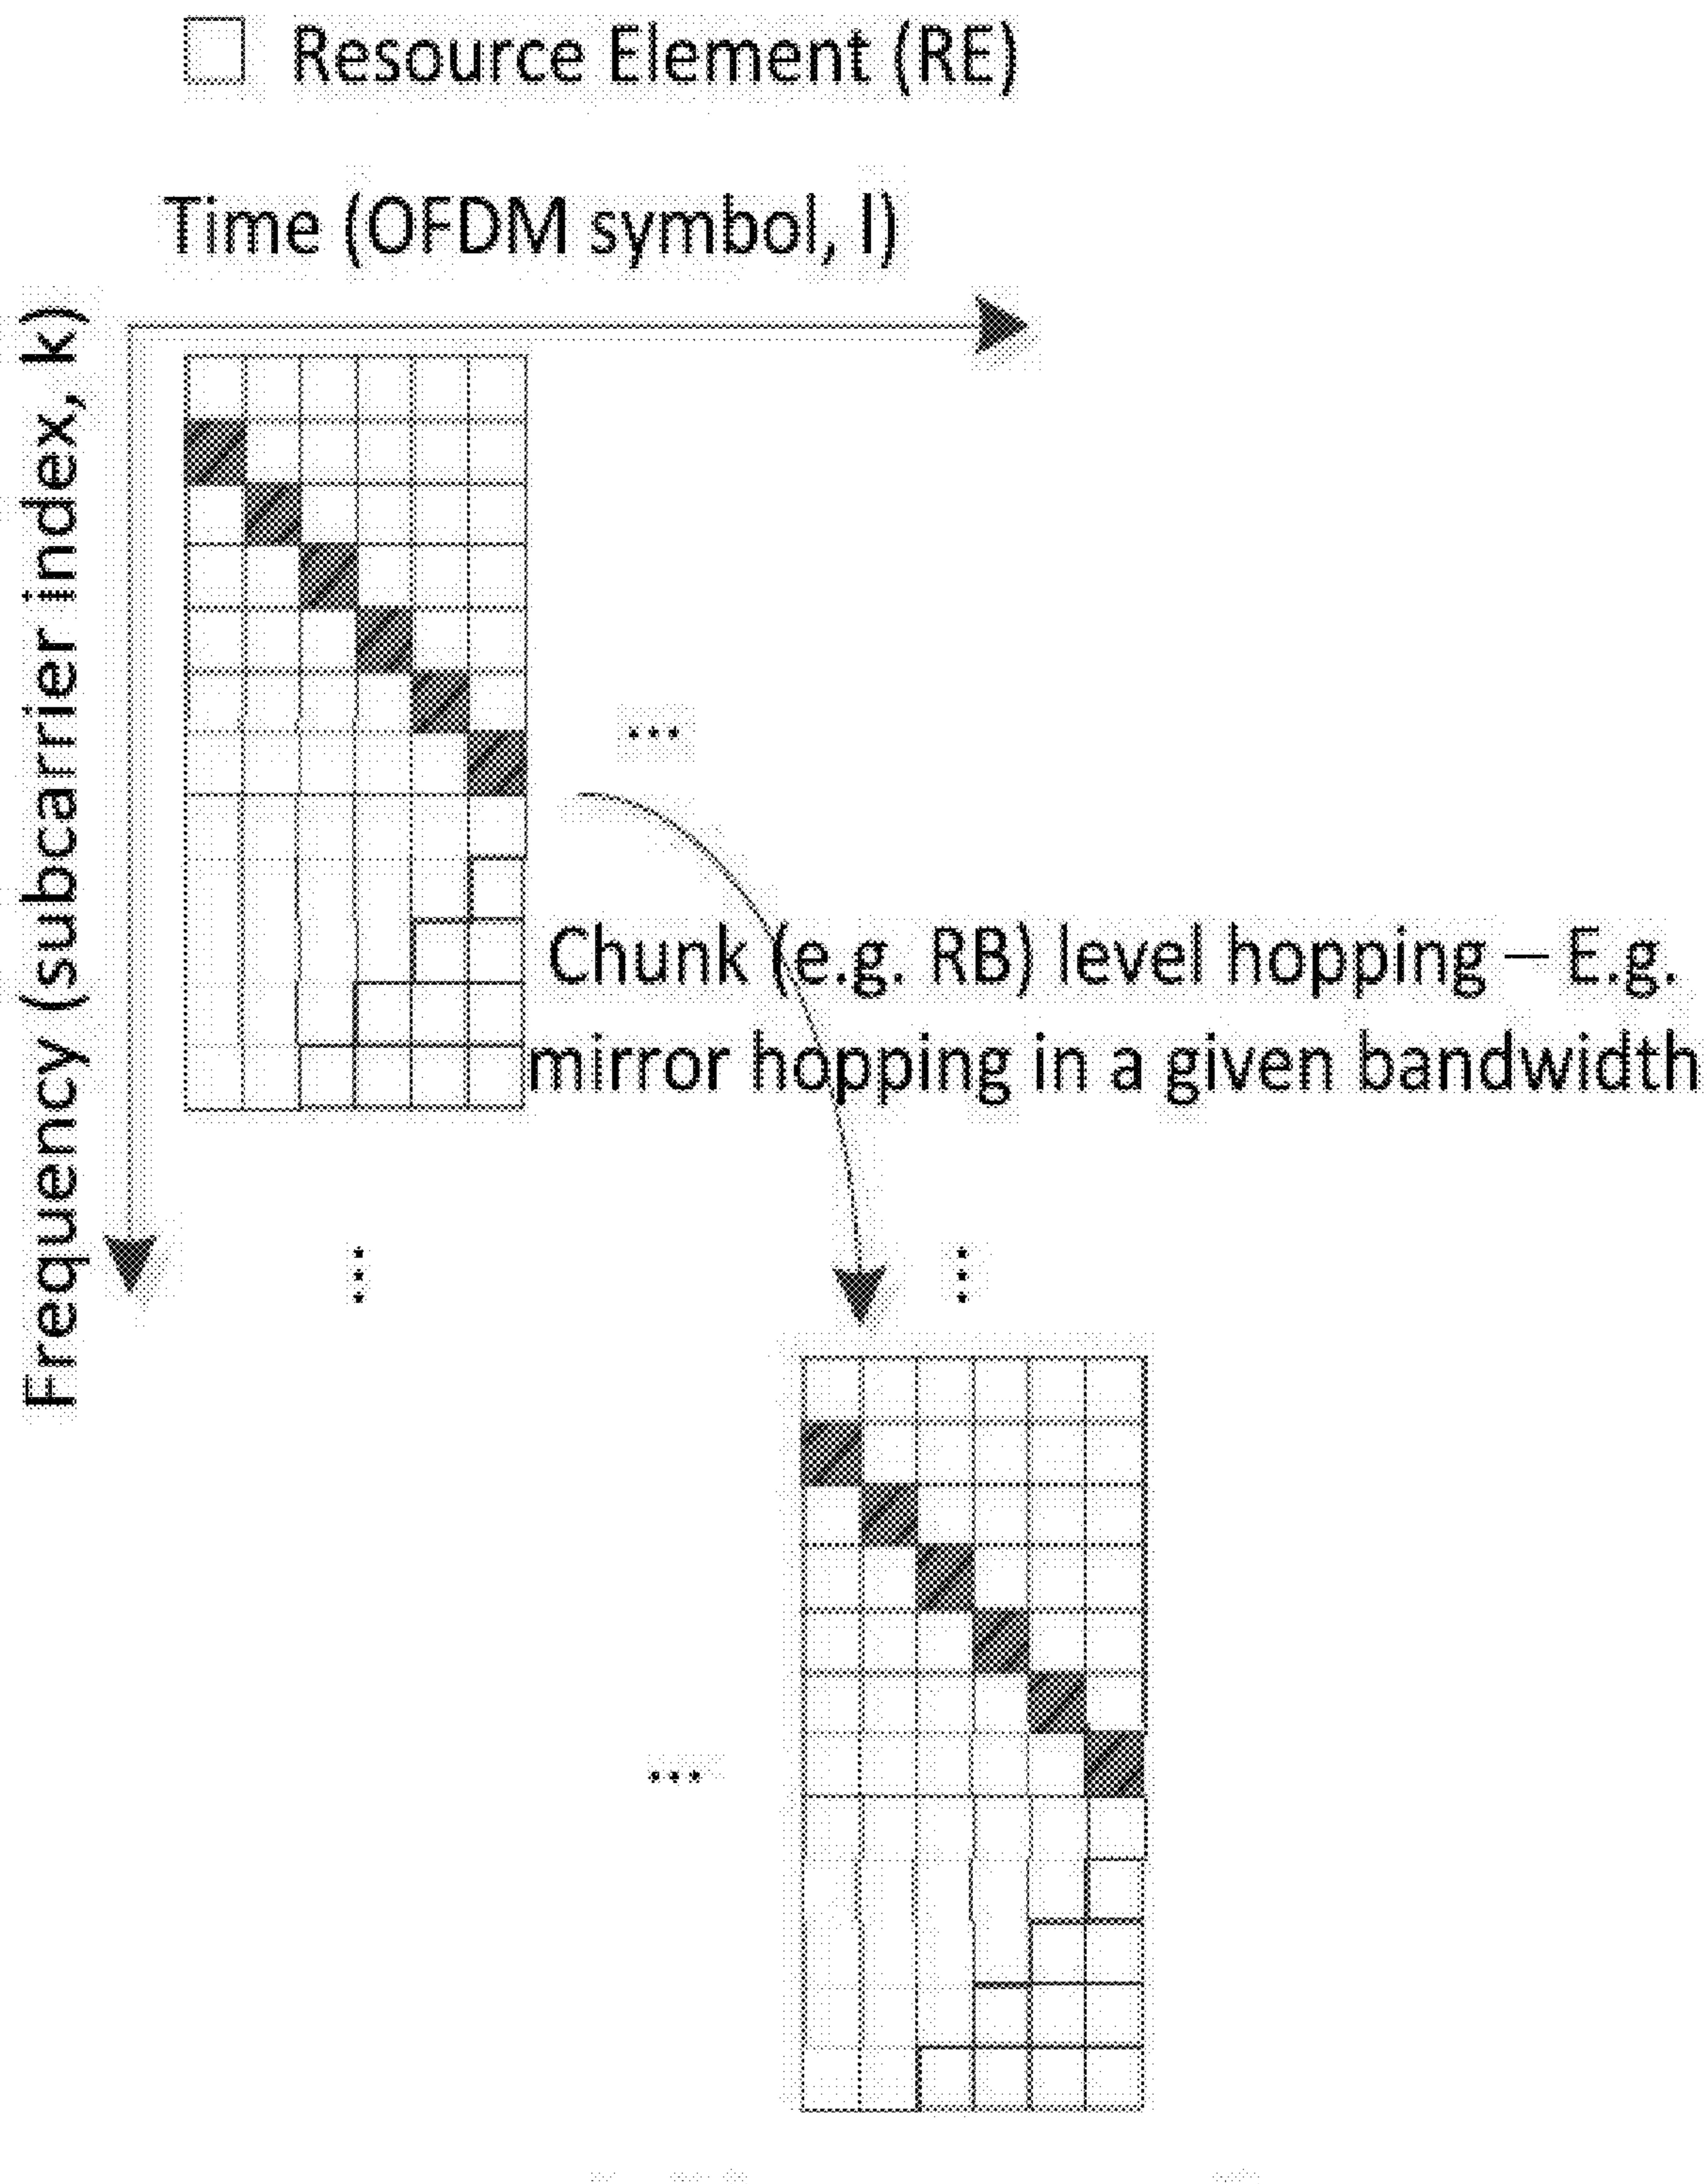 Resource Element (RE)
Time (OFDM symbol, l)
Frequency (subcarrier index, k)
...
Chunk (e.g. RB) level hopping – E.g.
mirror hopping in a given bandwidth
...
...
...